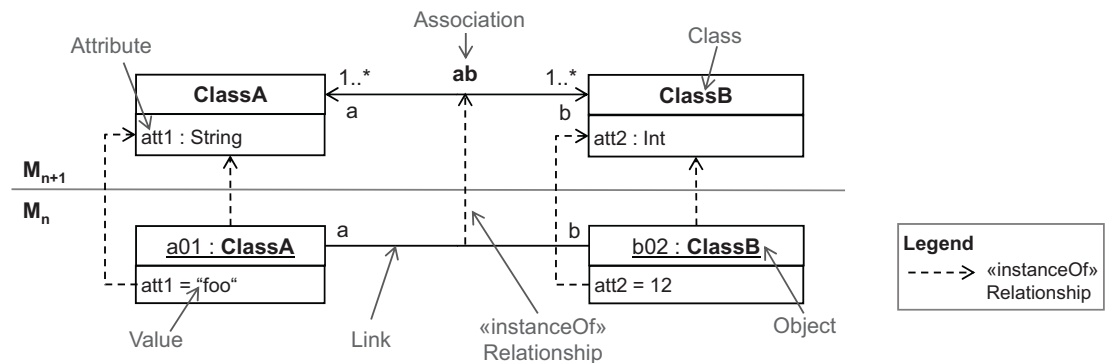 Association
Attribute
Class
1..*
ab
1..*
ClassA
ClassB
a
b
att1 : String
att2 : Int
Mn+1
Mn
a
b
a01 : ClassA
b02 : ClassB
Legend
att1 = “foo“
att2 = 12
«instanceOf»
Relationship
Value
Link
«instanceOf»
Relationship
Object